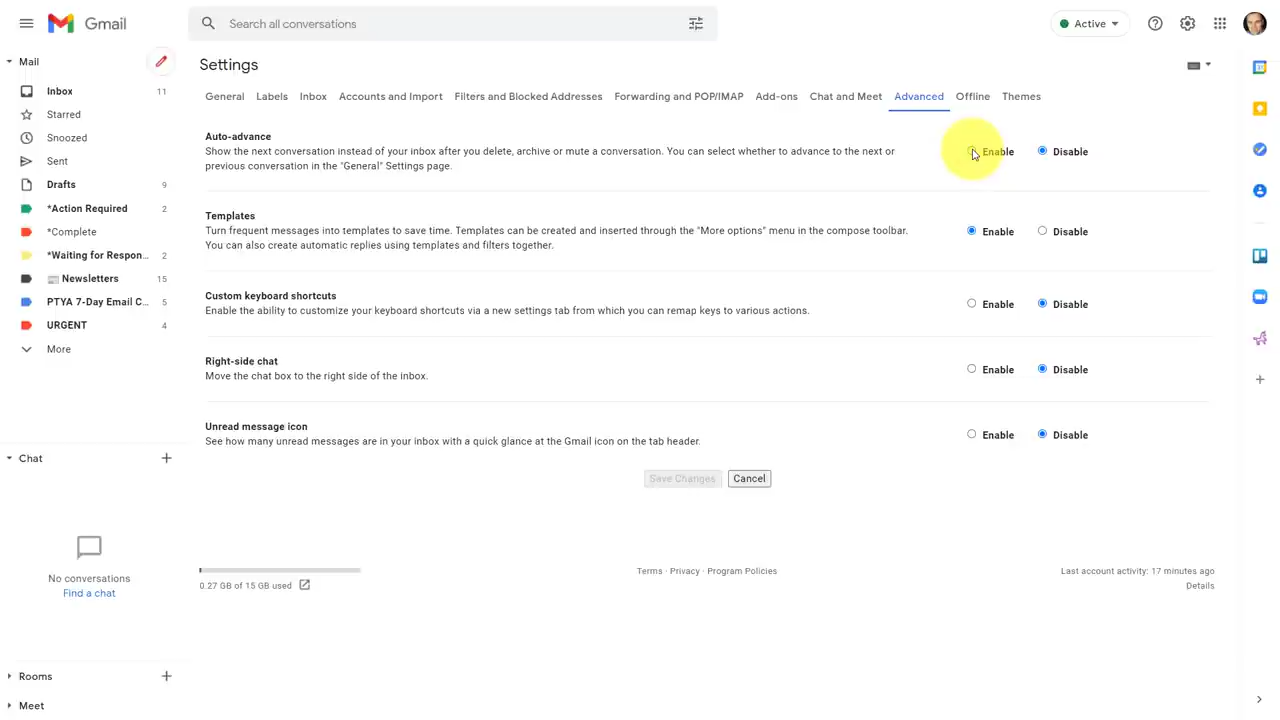 Gmail
Search all conversations
Active
Mail
Inbox 11
Starred
Snoozed
Sent
Drafts 9
*Action Required 2
*Complete
*Waiting for Respon... 2
Newsletters 15
PTYA 7-Day Email C... 5
URGENT 4
More
Chat
No conversations
Find a chat
Rooms
Meet
Settings
General Labels Inbox Accounts and Import Filters and Blocked Addresses Forwarding and POP/IMAP Add-ons Chat and Meet Advanced Offline Themes
Auto-advance
Show the next conversation instead of your inbox after you delete, archive or mute a conversation. You can select whether to advance to the next or
previous conversation in the "General" Settings page.
Enable Disable
Templates
Turn frequent messages into templates to save time. Templates can be created and inserted through the "More options" menu in the compose toolbar.
You can also create automatic replies using templates and filters together.
Enable Disable
Custom keyboard shortcuts
Enable the ability to customize your keyboard shortcuts via a new settings tab from which you can remap keys to various actions.
Enable Disable
Right-side chat
Move the chat box to the right side of the inbox.
Enable Disable
Unread message icon
See how many unread messages are in your inbox with a quick glance at the Gmail icon on the tab header.
Enable Disable
Save Changes Cancel
0.27 GB of 15 GB used
Terms · Privacy · Program Policies
Last account activity: 17 minutes ago
Details